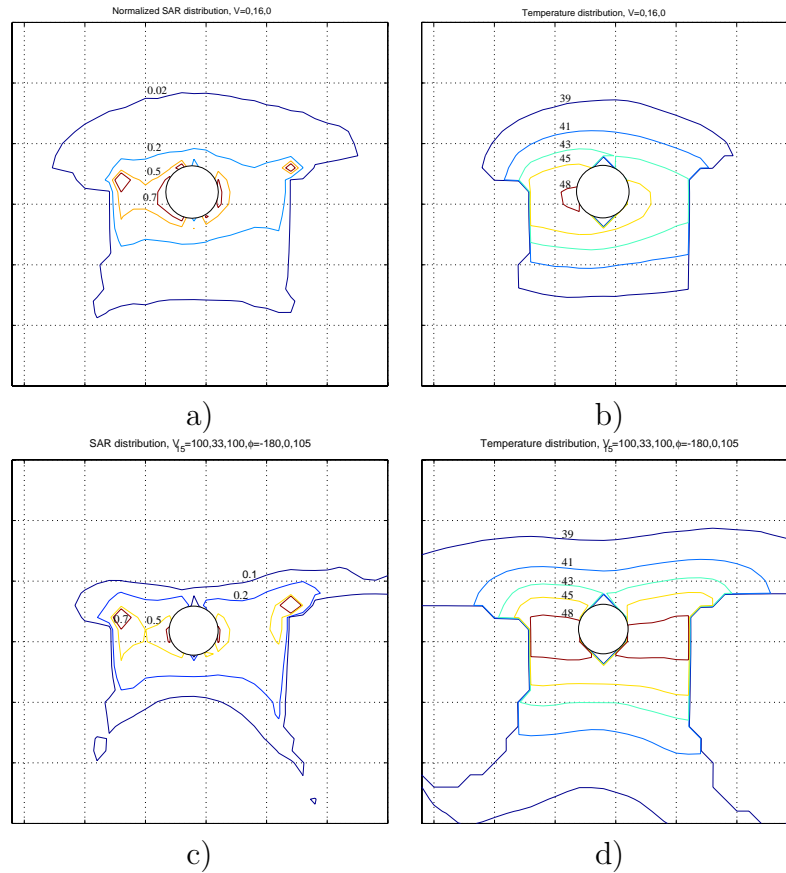 Normalized SAR distribution, V=0,16,0
0.02
0.2
0.5
0.7
a)
Temperature distribution, V=0,16,0
39
41
43
45
48
b)
SAR distribution, V15=100,33,100,ϕ=-180,0,105
0.1
0.2
0.7
0.5
c)
Temperature distribution, V15=100,33,100,ϕ=-180,0,105
39
41
43
45
48
d)